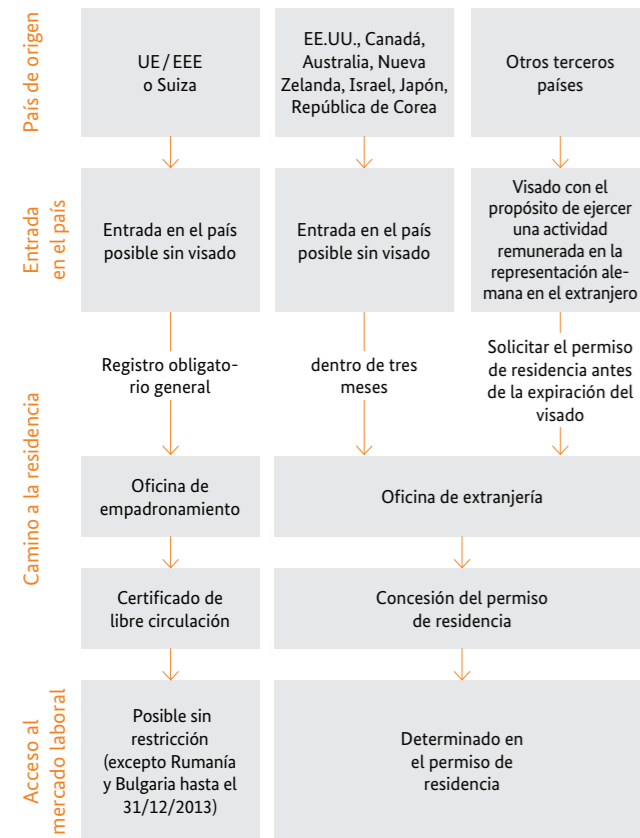 País de origen
UE / EEE
o Suiza
EE.UU., Canadá,
Australia, Nueva
Zelanda, Israel, Japón,
República de Corea
Otros terceros
países
Entrada
en el país
Entrada en el país
posible sin visado
Entrada en el país
posible sin visado
Visado con el
propósito de ejercer
una actividad
remunerada en la
representación ale-
mana en el extranjero
Camino a la residencia
Registro obligato-
rio general
dentro de tres
meses
Solicitar el permiso
de residencia antes
de la expiración del
visado
Oficina de
empadronamiento
Oficina de extranjería
Certificado de
libre circulación
Concesión del permiso
de residencia
Acceso al
mercado laboral
Posible sin
restricción
(excepto Rumanía
y Bulgaria hasta el
31/12/2013)
Determinado en
el permiso de
residencia